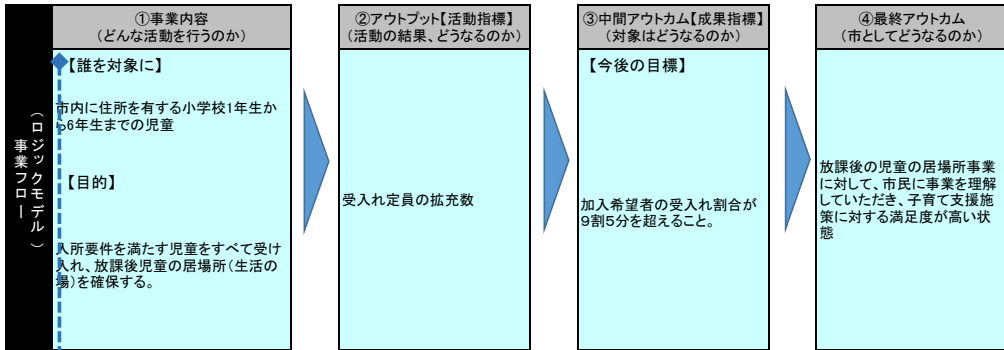 事業フロー
（ロジックモデル）
①事業内容
（どんな活動を行うのか）
【誰を対象に】
市内に住所を有する小学校1年生か
ら6年生までの児童
【目的】
入所要件を満たす児童をすべて受け
入れ、放課後児童の居場所（生活の
場）を確保する。
②アウトプット【活動指標】
（活動の結果、どうなるのか）
受入れ定員の拡充数
③中間アウトカム【成果指標】
（対象はどうなるのか）
【今後の目標】
加入希望者の受入れ割合が
９割５分を超えること。
④最終アウトカム
（市としてどうなるのか）
放課後の児童の居場所事業
に対して、市民に事業を理解
していただき、子育て支援施
策に対する満足度が高い状
態